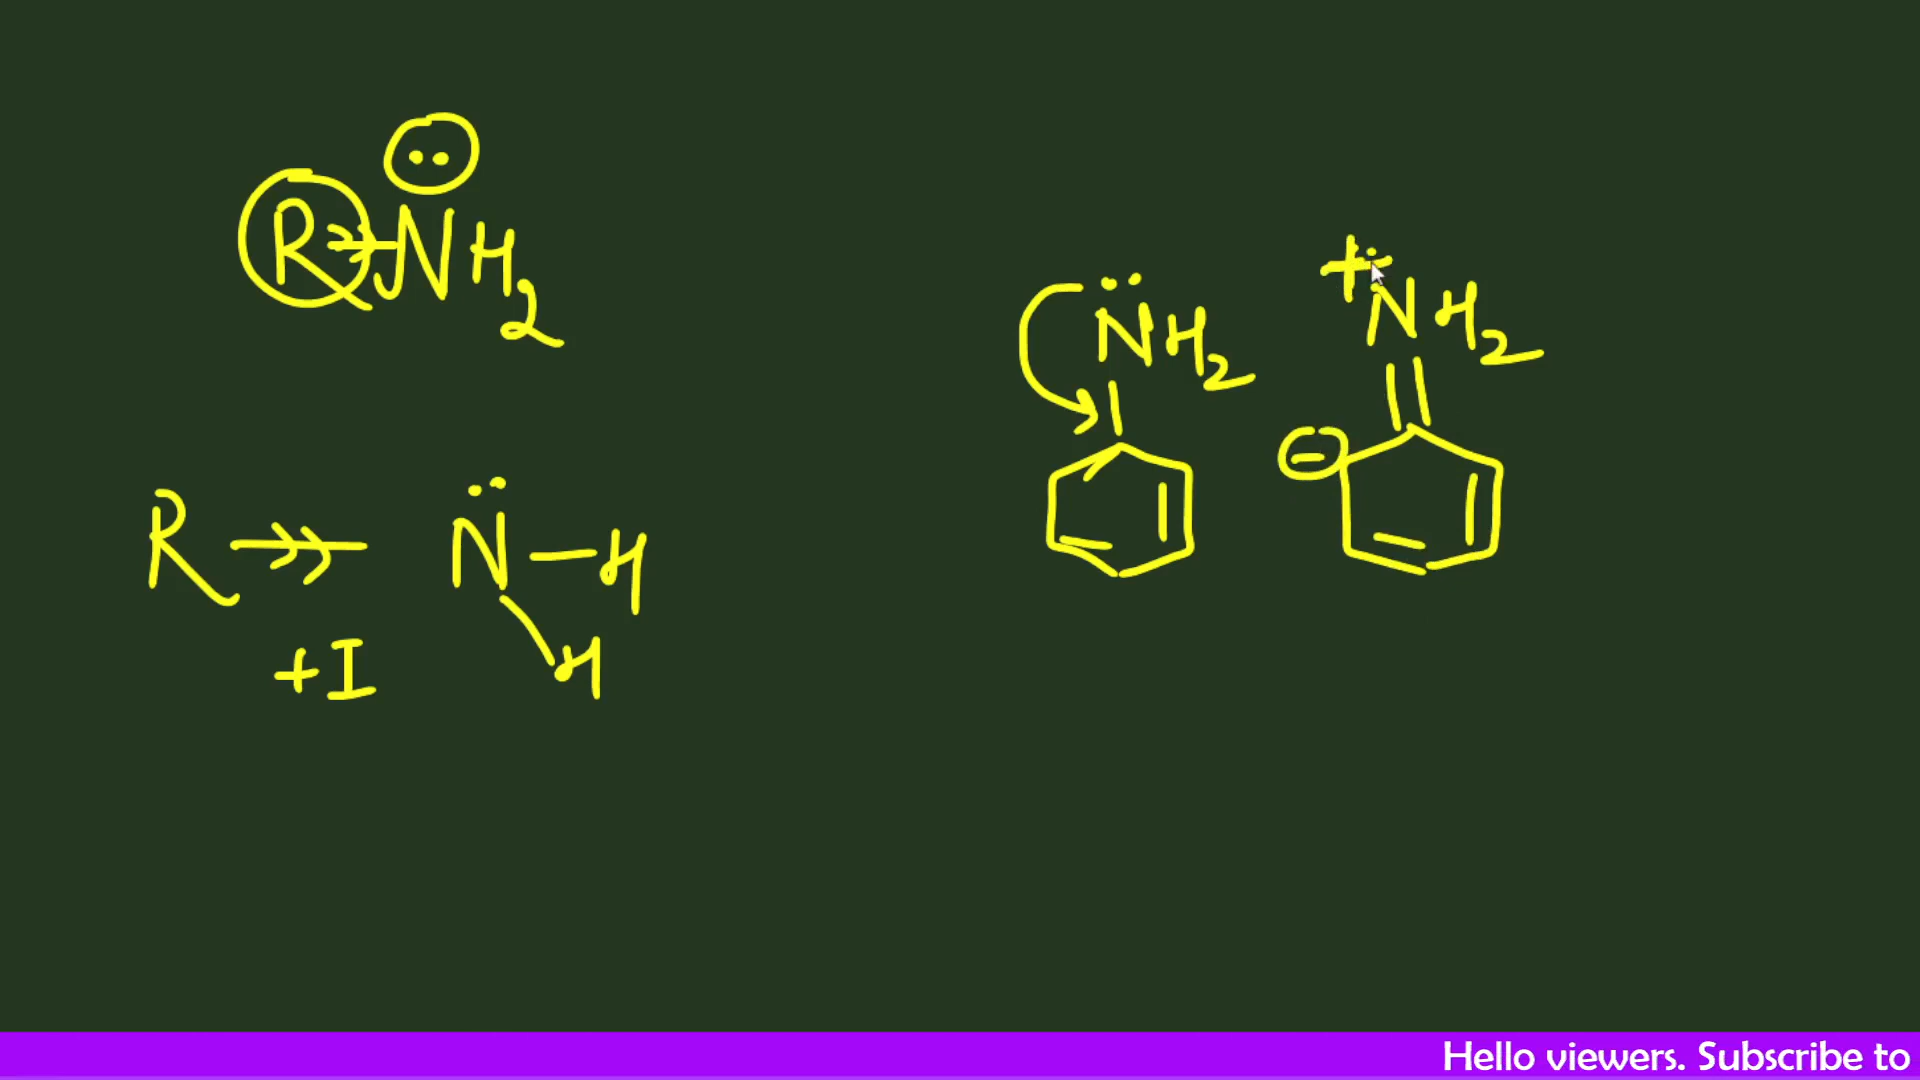 R NH2
R N-H
H
+I
NH2
+ NH2
-
Hello viewers. Subscribe to